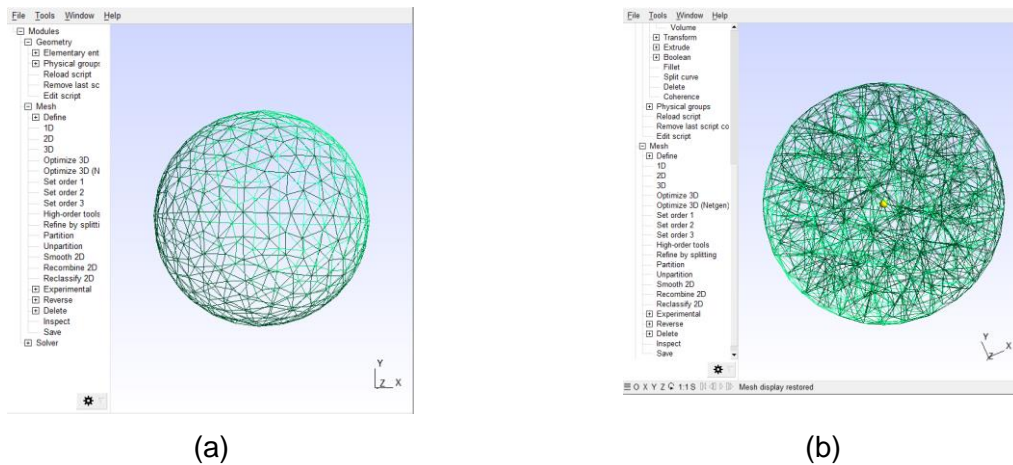 File Tools Window Help
Modules
Geometry
Elementary ent
Physical groups
Reload script
Remove last sc
Edit script
Mesh
Define
1D
2D
3D
Optimize 3D
Optimize 3D (N
Set order 1
Set order 2
Set order 3
High-order tools
Refine by splitti
Partition
Unpartition
Smooth 2D
Recombine 2D
Reclassify 2D
Experimental
Reverse
Delete
Inspect
Save
Solver
Y
Z X
(a)
File Tools Window Help
Volume
Transform
Extrude
Boolean
Fillet
Split curve
Delete
Coherence
Physical groups
Reload script
Remove last script co
Edit script
Mesh
Define
1D
2D
3D
Optimize 3D
Optimize 3D (Netgen)
Set order 1
Set order 2
Set order 3
High-order tools
Refine by splitting
Partition
Unpartition
Smooth 2D
Recombine 2D
Reclassify 2D
Experimental
Reverse
Delete
Inspect
Save
Y
X
Z
O X Y Z 1:1 S Mesh display restored
(b)